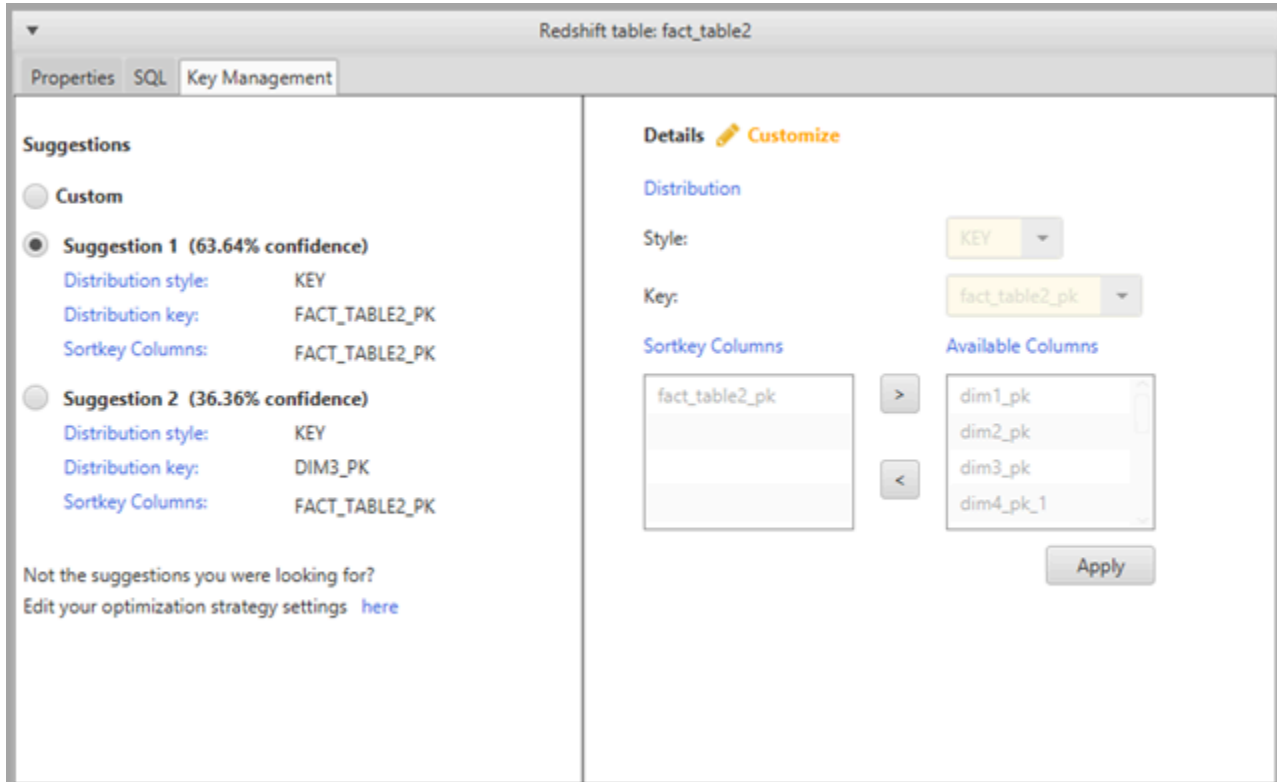 Redshift table: fact_table2
Properties SQL Key Management
Suggestions
Custom
Suggestion 1 (63.64% confidence)
Distribution style: KEY
Distribution key: FACT_TABLE2_PK
Sortkey Columns: FACT_TABLE2_PK
Suggestion 2 (36.36% confidence)
Distribution style: KEY
Distribution key: DIM3_PK
Sortkey Columns: FACT_TABLE2_PK
Not the suggestions you were looking for?
Edit your optimization strategy settings here
Details Customize
Distribution
Style: KEY
Key: fact_table2_pk
Sortkey Columns Available Columns
fact_table2_pk > dim1_pk
dim2_pk
< dim3_pk
dim4_pk_1
Apply